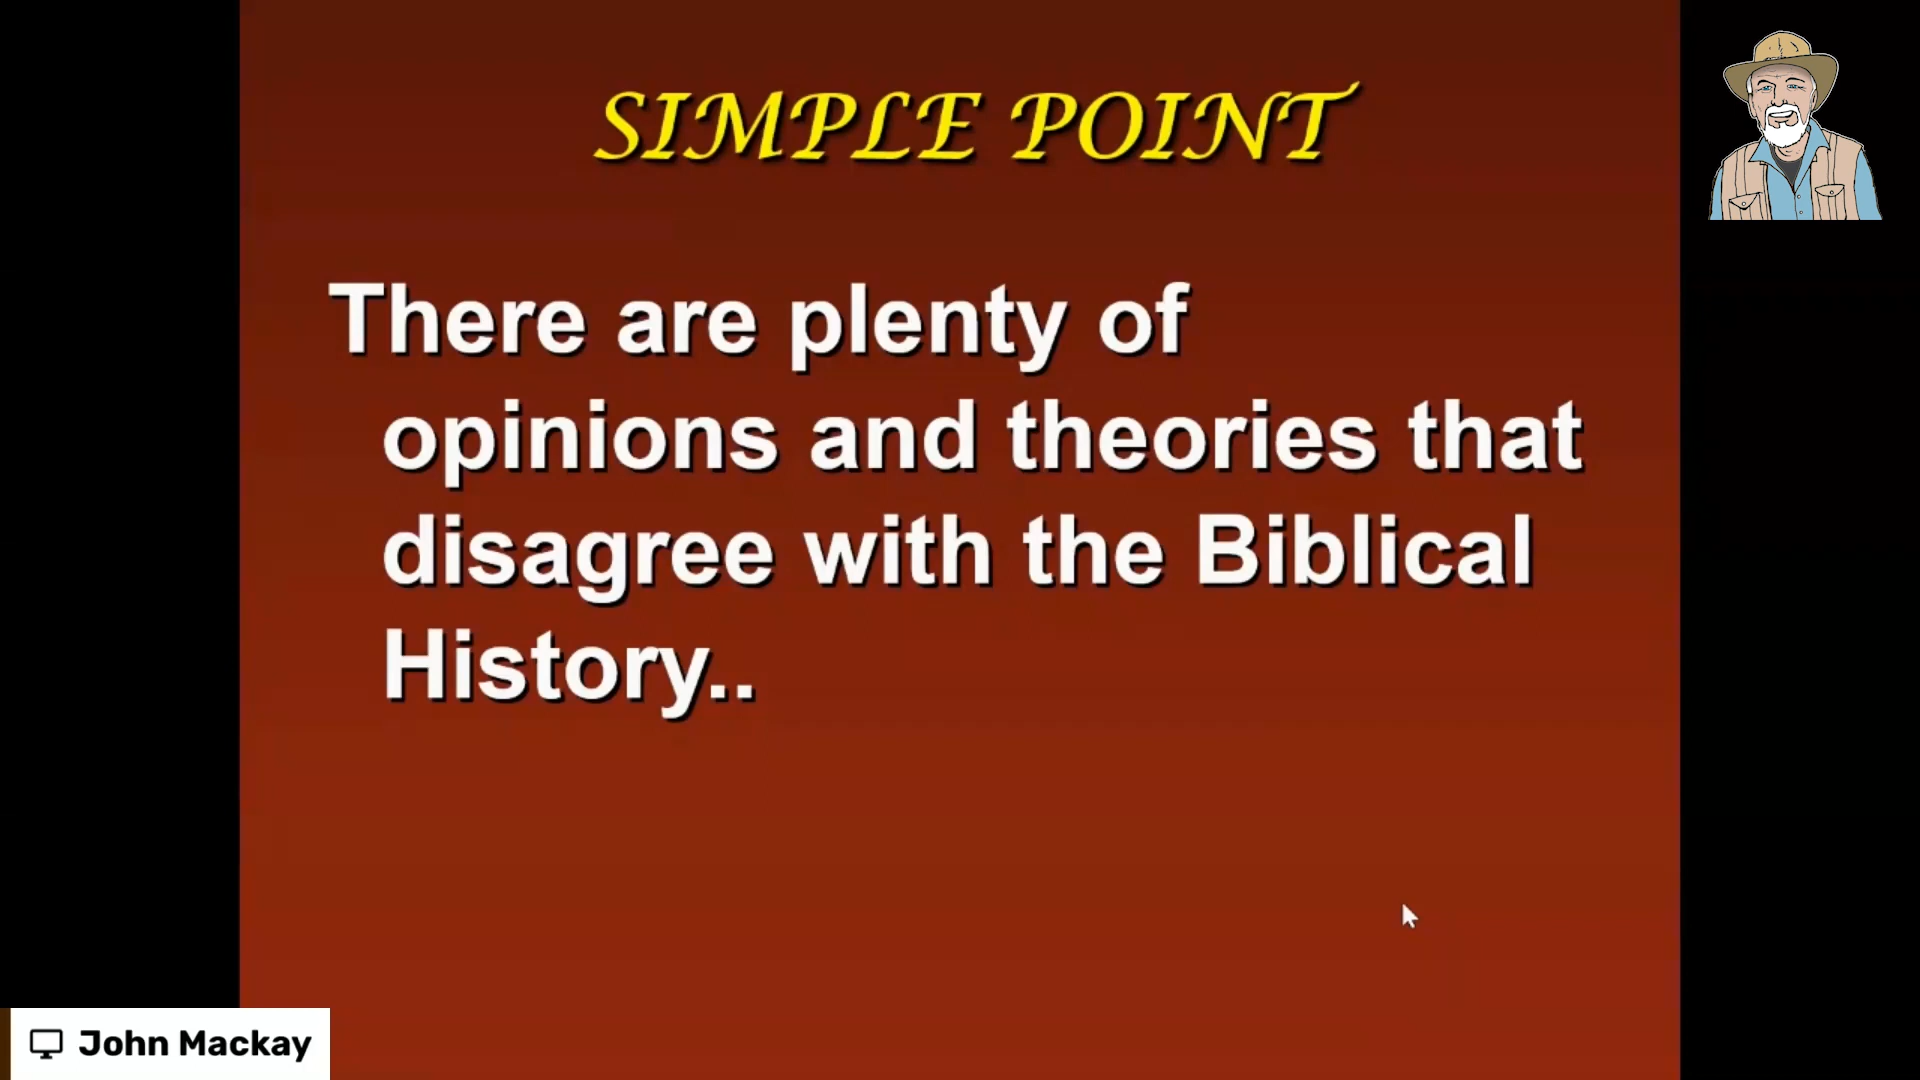 SIMPLE POINT
There are plenty of
opinions and theories that
disagree with the Biblical
History..
John Mackay